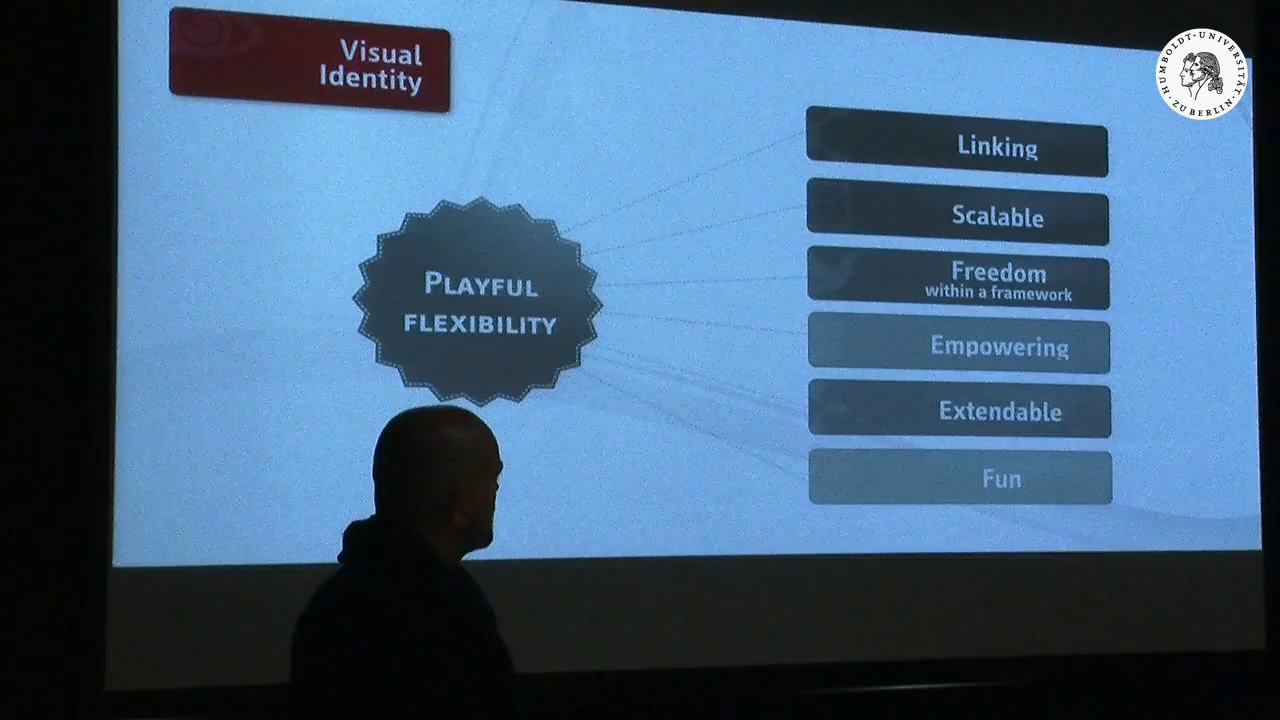 Visual
Identity
HUMBOLDT-UNIVERSITÄT
ZU BERLIN
Linking
Scalable
PLAYFUL
FLEXIBILITY
Freedom
within a framework
Empowering
Extendable
Fun